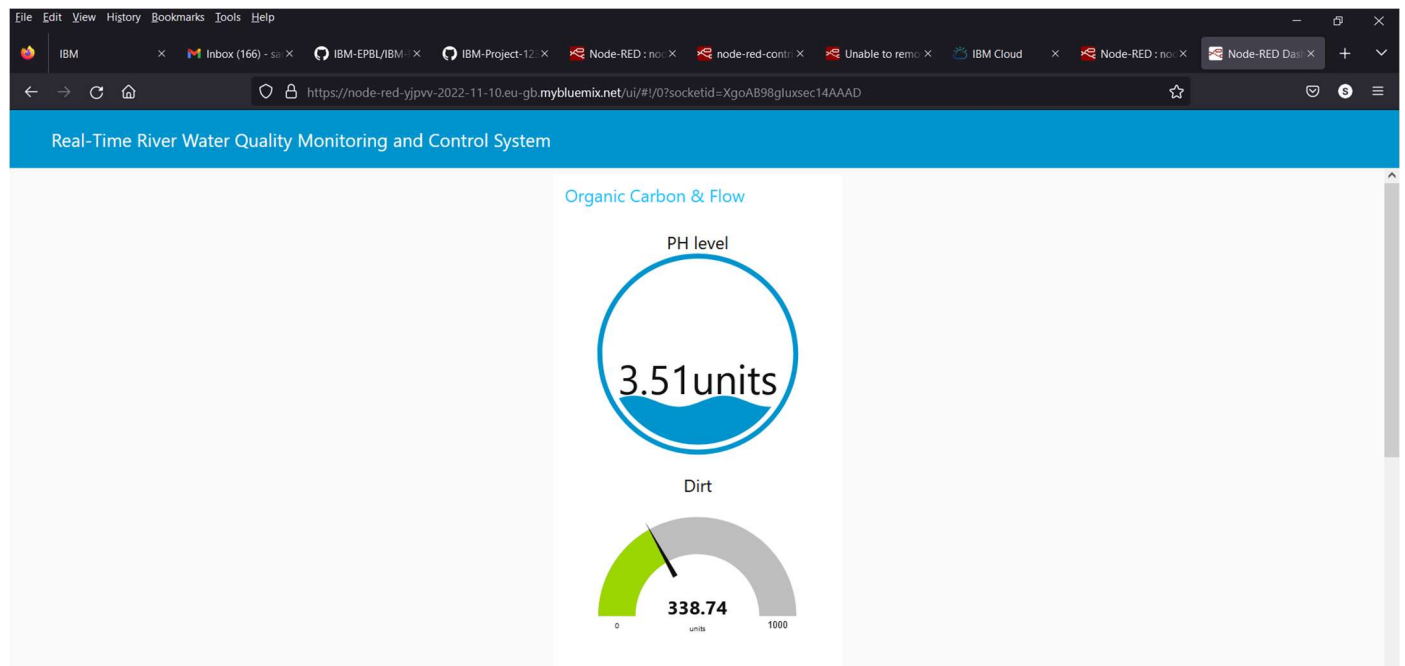 File Edit View History Bookmarks Tools Help
IBM Inbox (166) - sa IBM-EPBL/IBM- IBM-Project-123 Node-RED : no node-red-contri Unable to remo IBM Cloud Node-RED : no Node-RED Das
https://node-red-yjpvv-2022-11-10.eu-gb.mybluemix.net/ui/#!/0?socketid=XgoAB98gIuxsec14AAAD
S
Real-Time River Water Quality Monitoring and Control System
Organic Carbon & Flow
PH level
3.51units
Dirt
338.74
0 units 1000